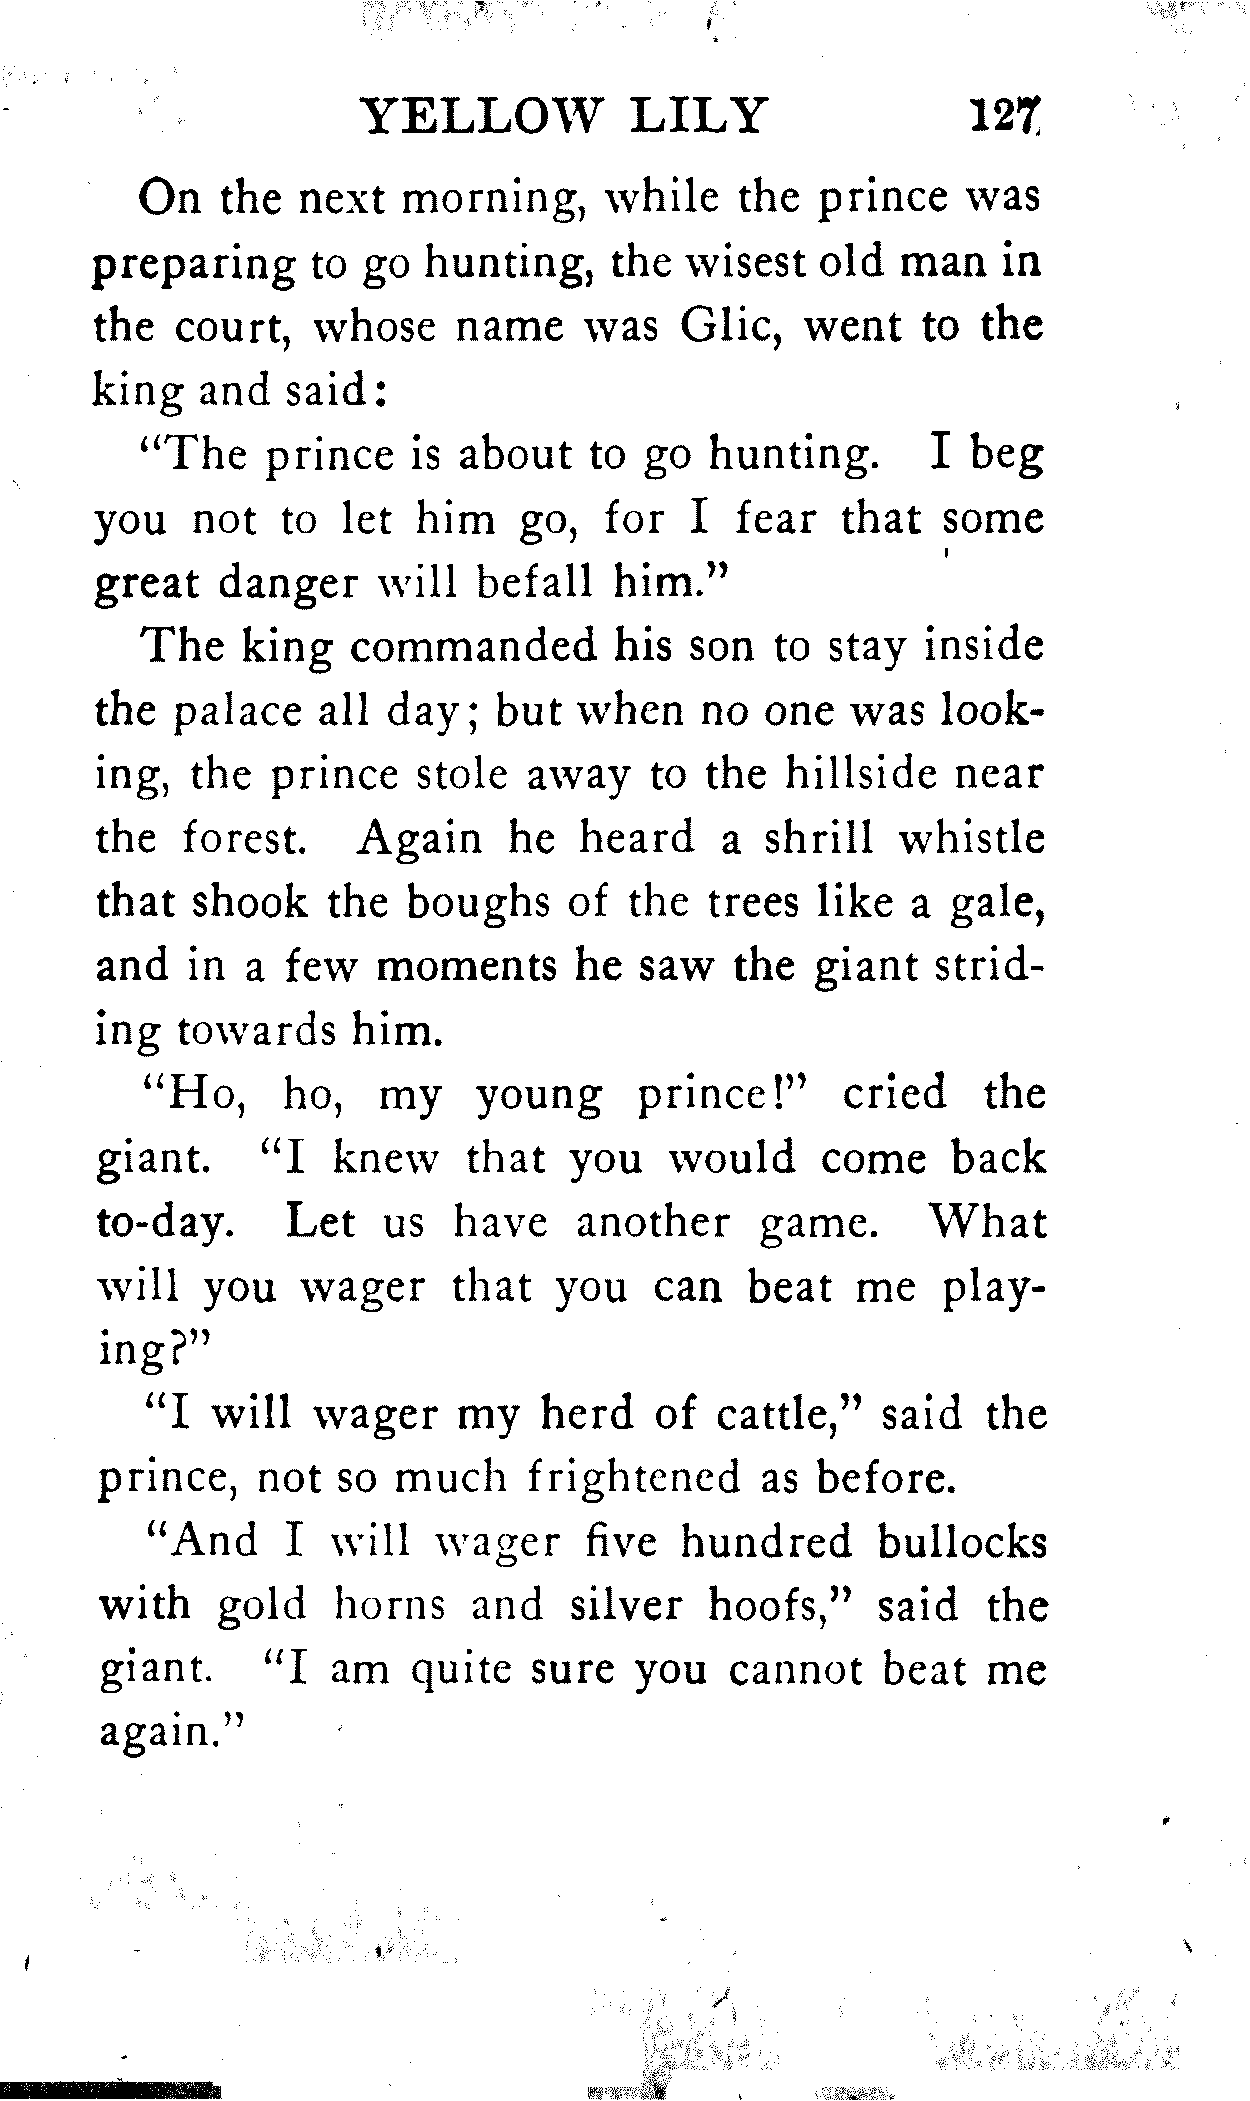 YELLOW LILY 127
On the next morning, while the prince was
preparing to go hunting, the wisest old man in
the court, whose name was Glic, went to the
king and said:
"The prince is about to go hunting. I beg
you not to let him go, for I fear that some
great danger will befall him."
The king commanded his son to stay inside
the palace all day; but when no one was look-
ing, the prince stole away to the hillside near
the forest. Again he heard a shrill whistle
that shook the boughs of the trees like a gale,
and in a few moments he saw the giant strid-
ing towards him.
"Ho, ho, my young prince!" cried the
giant. "I knew that you would come back
to-day. Let us have another game. What
will you wager that you can beat me play-
ing?"
"I will wager my herd of cattle," said the
prince, not so much frightened as before.
"And I will wager five hundred bullocks
with gold horns and silver hoofs," said the
giant. "I am quite sure you cannot beat me
again."